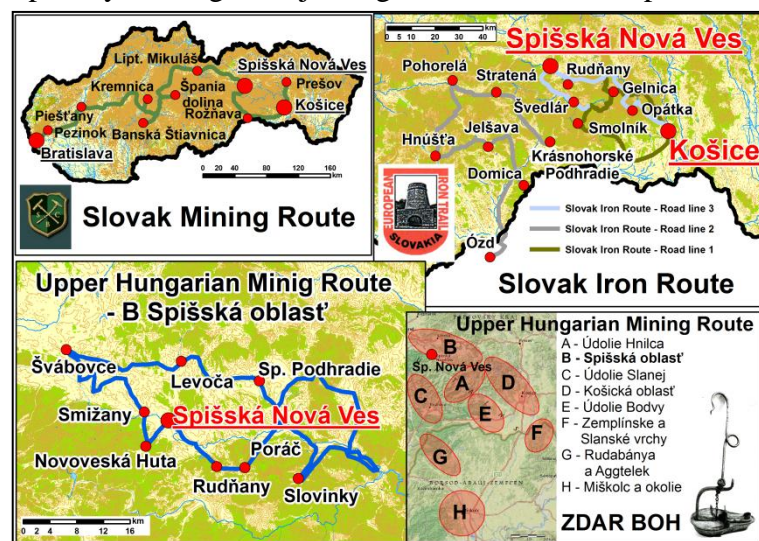 Lipt. Mikuláš
Spišská Nová Ves
Kremnica
Prešov
Špania
dolina
Piešťany
Rožňava
Košice
Pezinok
Banská Štiavnica
Bratislava
0 40 80 120 160
km
Slovak Mining Route
0 10 20 30 40
km
Spišská Nová Ves
Pohorelá
Rudňany
Stratená
Gelnica
Švedlár
Opátka
Smolník
Hnúšťa
Jelšava
Košice
Krásnohorské
Podhradie
Domica
EUROPEAN
IRON TRAIL
SLOVAKIA
Slovak Iron Route - Road line 3
Slovak Iron Route - Road line 2
Slovak Iron Route - Road line 1
Ózd
Slovak Iron Route
Upper Hungarian Minig Route
- B Spišská oblasť
Švábovce
Levoča
Sp. Podhradie
Smižany
Spišská Nová Ves
Novoveská Huta
Poráč
Rudňany
Slovinky
0 4 8 12 16
km
Upper Hungarian Mining Route
B
Sp. Nová Ves
A
D
C
E
F
G
H
A - Údolie Hnilca
B - Spišská oblasť
C - Údolie Slanej
D - Košická oblasť
E - Údolie Bodvy
F - Zemplínske a
Slanské vrchy
G - Rudabánya
a Aggtelek
H - Miškolc a okolie
ZDAR BOH